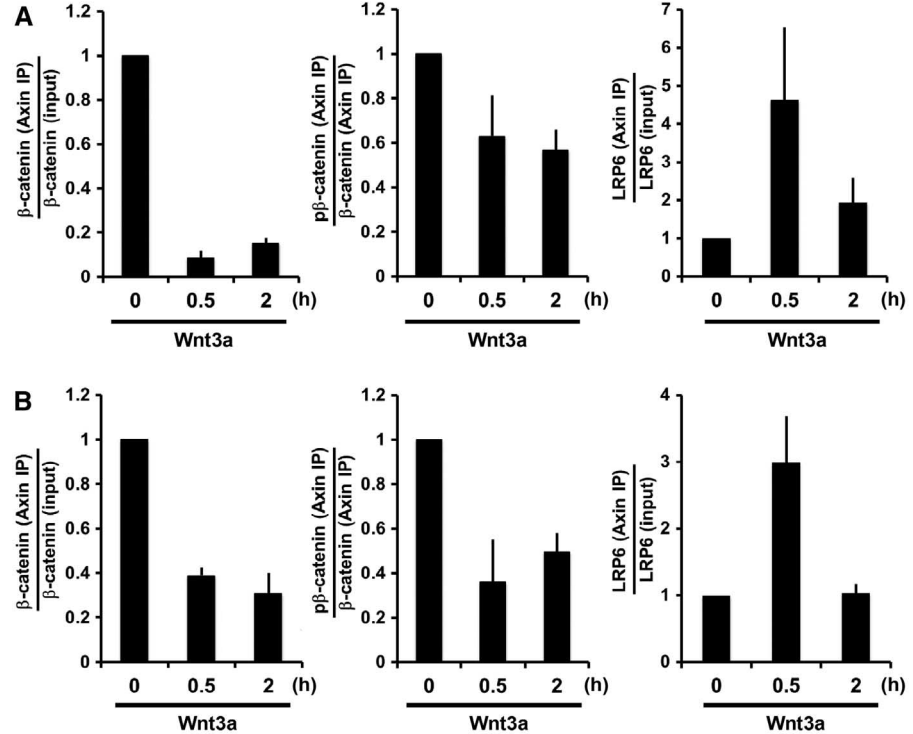 A
β-catenin (Axin IP)
β-catenin (input)
1.2
1
0.8
0.6
0.4
0.2
0
0 0.5 2 (h)
Wnt3a
pβ-catenin (Axin IP)
β-catenin (Axin IP)
1.2
1
0.8
0.6
0.4
0.2
0
0 0.5 2 (h)
Wnt3a
LRP6 (Axin IP)
LRP6 (input)
7
6
5
4
3
2
1
0
0 0.5 2 (h)
Wnt3a
B
β-catenin (Axin IP)
β-catenin (input)
1.2
1
0.8
0.6
0.4
0.2
0
0 0.5 2 (h)
Wnt3a
pβ-catenin (Axin IP)
β-catenin (Axin IP)
1.2
1
0.8
0.6
0.4
0.2
0
0 0.5 2 (h)
Wnt3a
LRP6 (Axin IP)
LRP6 (input)
4
3
2
1
0
0 0.5 2 (h)
Wnt3a